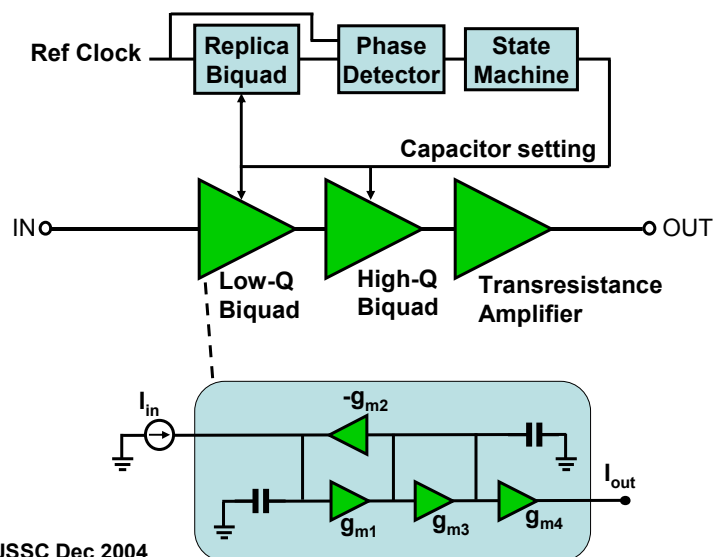 Ref Clock
Replica
Biquad
Phase
Detector
State
Machine
Capacitor setting
IN
OUT
Low-Q
Biquad
High-Q
Biquad
Transresistance
Amplifier
Iin
-gm2
gm1
gm3
gm4
Iout
JSSC Dec 2004